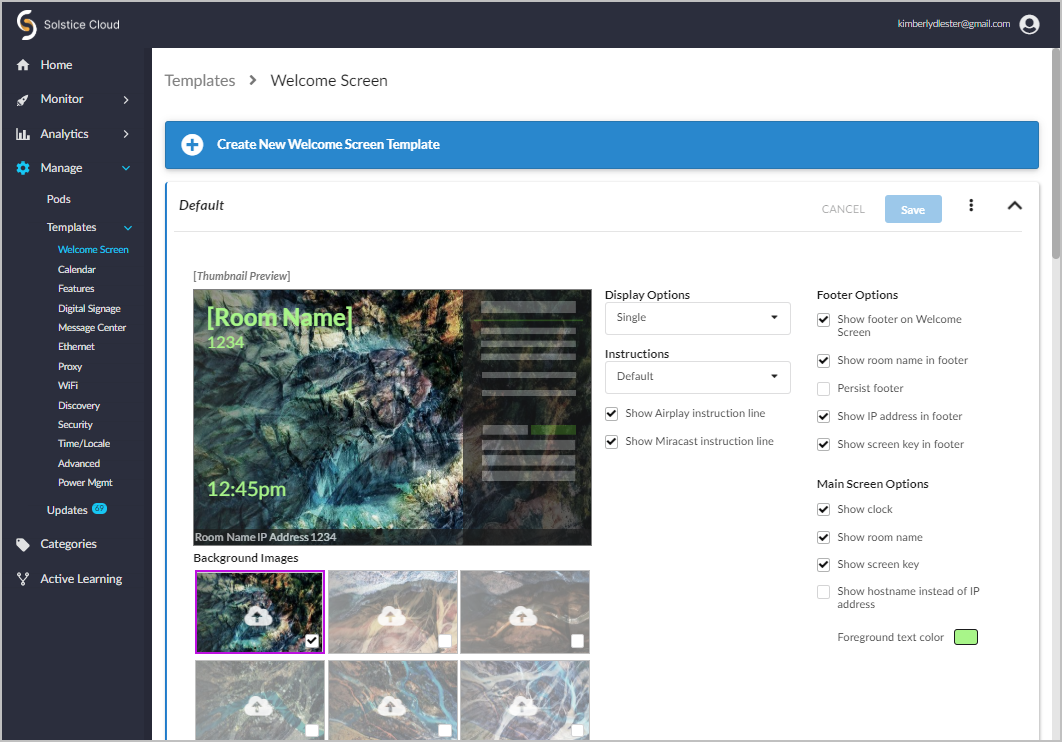 Solstice Cloud
kimberlydlester@gmail.com
Home
Monitor
Analytics
Manage
Pods
Templates
Welcome Screen
Calendar
Features
Digital Signage
Message Center
Ethernet
Proxy
WiFi
Discovery
Security
Time/Locale
Advanced
Power Mgmt
Updates 69
Categories
Active Learning
Templates > Welcome Screen
Create New Welcome Screen Template
Default
CANCEL
Save
[Thumbnail Preview]
[Room Name]
1234
12:45pm
Room Name IP Address 1234
Background Images
Display Options
Single
Instructions
Default
Show Airplay instruction line
Show Miracast instruction line
Footer Options
Show footer on Welcome
Screen
Show room name in footer
Persist footer
Show IP address in footer
Show screen key in footer
Main Screen Options
Show clock
Show room name
Show screen key
Show hostname instead of IP
address
Foreground text color